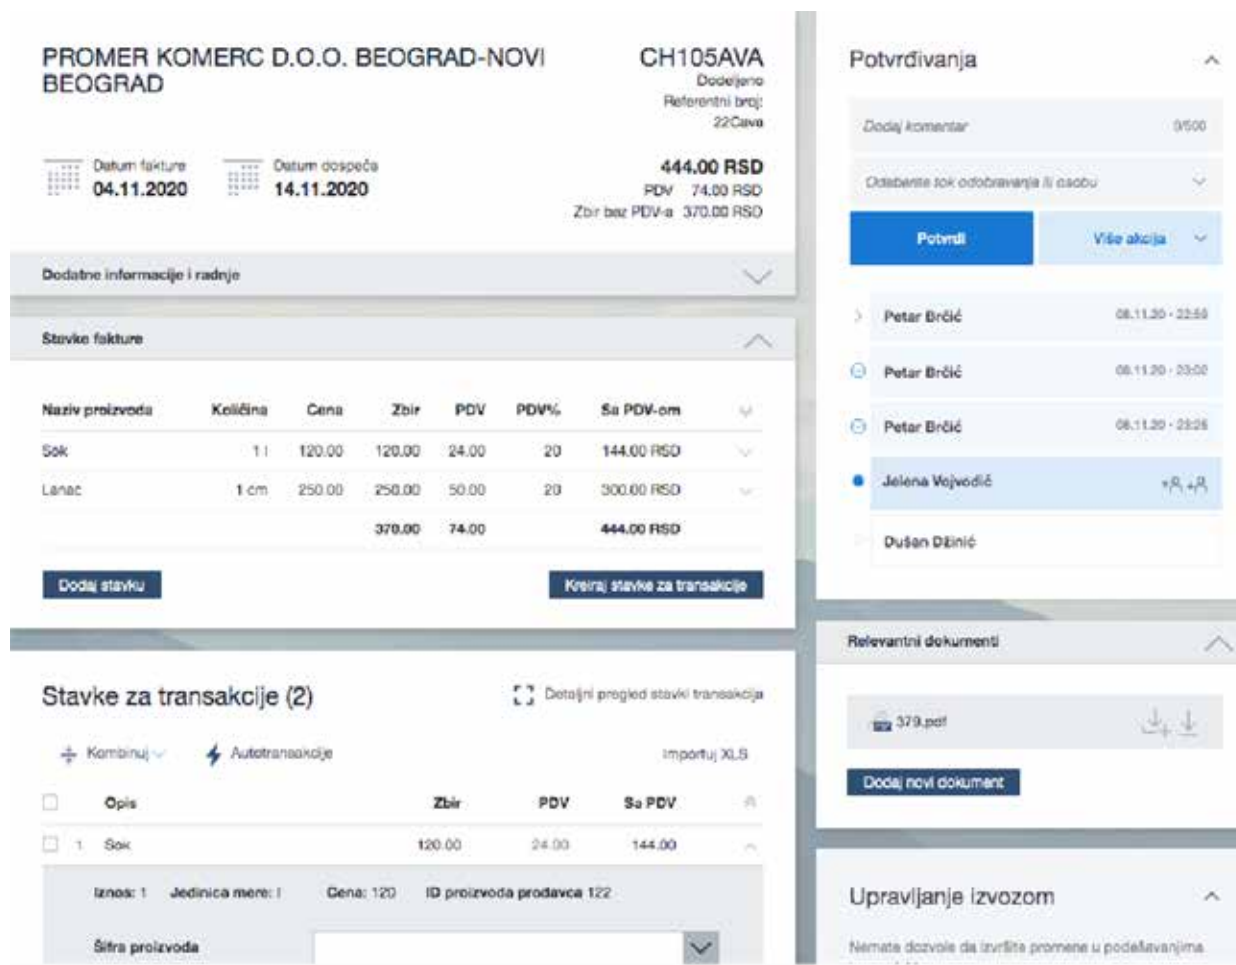 PROMER KOMERC D.O.O. BEOGRAD-NOVI
BEOGRAD
CH105AVA
Dodeljeno
Referentni broj:
22Cava
Datum fakture
04.11.2020
Datum dospeća
14.11.2020
444.00 RSD
PDV 74.00 RSD
Zbir bez PDV-a 370.00 RSD
Dodatne informacije i radnje
Stavke fakture
Naziv proizvoda Količina Cena Zbir PDV PDV% Sa PDV-om
Sok 1 l 120.00 120.00 24.00 20 144.00 RSD
Lanac 1 cm 250.00 250.00 50.00 20 300.00 RSD
370.00 74.00 444.00 RSD
Dodaj stavku
Kreiraj stavke za transakcije
Stavke za transakcije (2)
Detaljni pregled stavki transakcija
Kombinuj
Autotransakcije
Importuj XLS
Opis Zbir PDV Sa PDV
1 Sok 120.00 24.00 144.00
Iznos: 1 Jedinica mere: l Cena: 120 ID proizvoda prodavca 122
Šifra proizvoda
Potvrđivanja
Dodaj komentar 0/500
Odaberite tok odobravanja ili osobu
Potvrdi
Više akcija
Petar Brčić 08.11.20 - 22:59
Petar Brčić 08.11.20 - 23:02
Petar Brčić 08.11.20 - 23:25
Jelena Vojvodić
Dušan Džinić
Relevantni dokumenti
379.pdf
Dodaj novi dokument
Upravljanje izvozom
Nemate dozvole da izvršite promene u podešavanjima